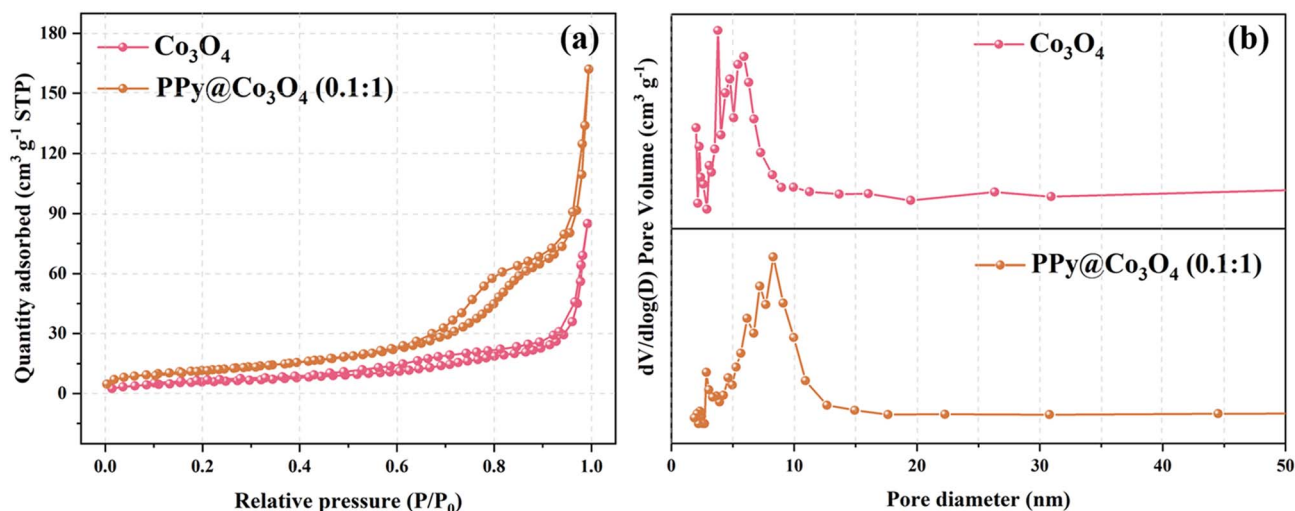 (a)
Co₃O₄
PPy@Co₃O₄ (0.1:1)
Quantity adsorbed (cm³ g⁻¹ STP)
180
150
120
90
60
30
0
0.0 0.2 0.4 0.6 0.8 1.0
Relative pressure (P/P₀)
(b)
Co₃O₄
PPy@Co₃O₄ (0.1:1)
dV/dlog(D) Pore Volume (cm³ g⁻¹)
0 10 20 30 40 50
Pore diameter (nm)